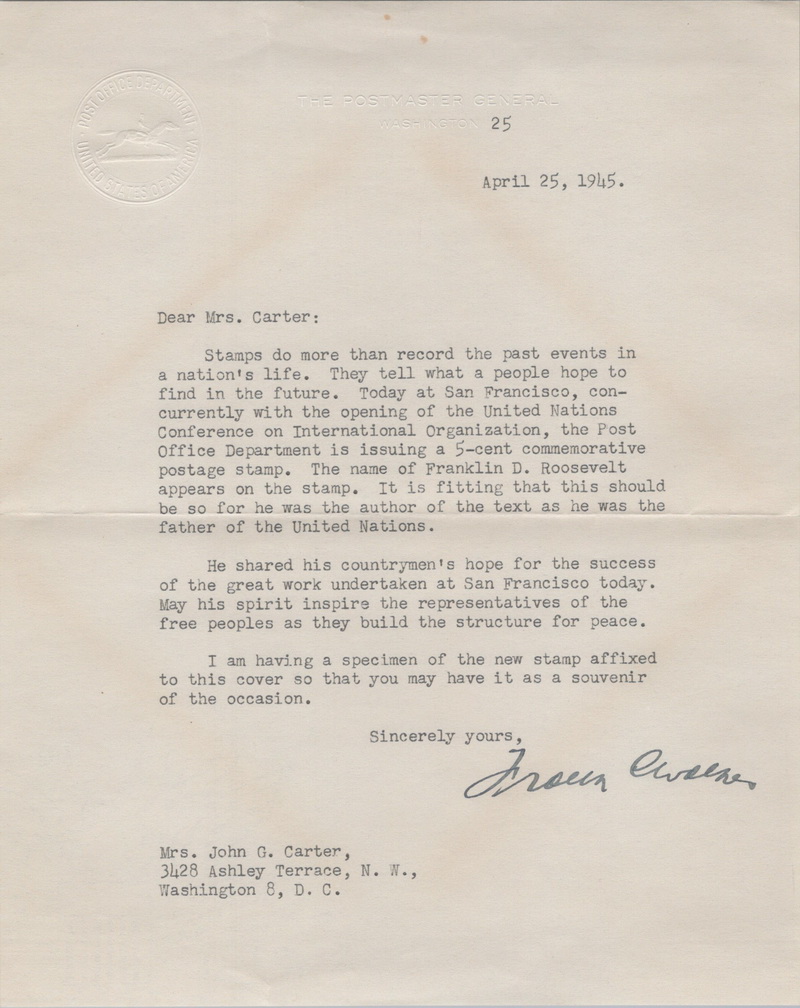 POST OFFICE DEPARTMENT
UNITED STATES OF AMERICA
THE POSTMASTER GENERAL
WASHINGTON 25
April 25, 1945.
Dear Mrs. Carter:
Stamps do more than record the past events in
a nation's life. They tell what a people hope to
find in the future. Today at San Francisco, con-
currently with the opening of the United Nations
Conference on International Organization, the Post
Office Department is issuing a 5-cent commemorative
postage stamp. The name of Franklin D. Roosevelt
appears on the stamp. It is fitting that this should
be so for he was the author of the text as he was the
father of the United Nations.
He shared his countrymen's hope for the success
of the great work undertaken at San Francisco today.
May his spirit inspire the representatives of the
free peoples as they build the structure for peace.
I am having a specimen of the new stamp affixed
to this cover so that you may have it as a souvenir
of the occasion.
Sincerely yours,
Frank C Walker
Mrs. John G. Carter,
3428 Ashley Terrace, N. W.,
Washington 8, D. C.